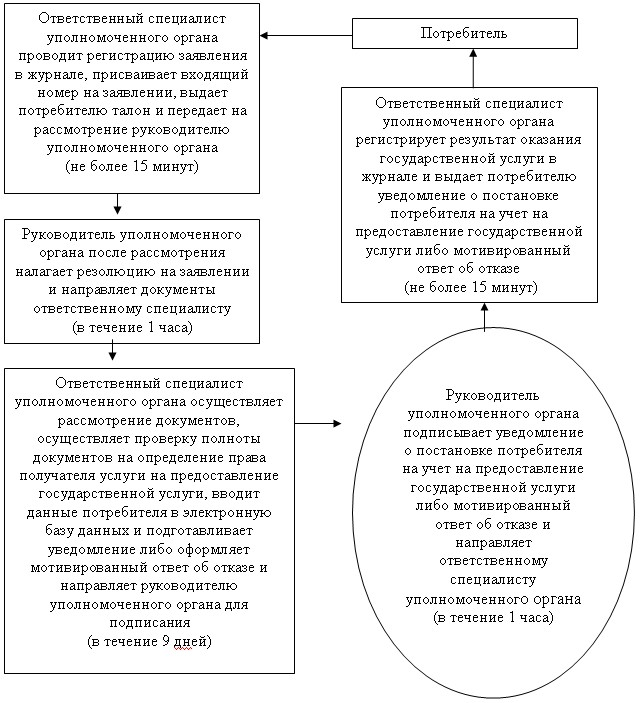 Ответственный специалист
уполномоченного органа
проводит регистрацию заявления
в журнале, присваивает входящий
номер на заявлении, выдает
потребителю талон и передает на
рассмотрение руководителю
уполномоченного органа
(не более 15 минут)
Потребитель
Ответственный специалист
уполномоченного органа
регистрирует результат оказания
государственной услуги в
журнале и выдает потребителю
уведомление о постановке
потребителя на учет на
предоставление государственной
услуги либо мотивированный
ответ об отказе
(не более 15 минут)
Руководитель уполномоченного
органа после рассмотрения
налагает резолюцию на заявлении
и направляет документы
ответственному специалисту
(в течение 1 часа)
Ответственный специалист
уполномоченного органа осуществляет
рассмотрение документов,
осуществляет проверку полноты
документов на определение права
получателя услуги на предоставление
государственной услуги, вводит
данные потребителя в электронную
базу данных и подготавливает
уведомление либо оформляет
мотивированный ответ об отказе и
направляет руководителю
уполномоченного органа для
подписания
(в течение 9 дней)
Руководитель
уполномоченного органа
подписывает уведомление
о постановке потребителя
на учет на предоставление
государственной услуги
либо мотивированный
ответ об отказе и
направляет
ответственному
специалисту
уполномоченного органа
(в течение 1 часа)